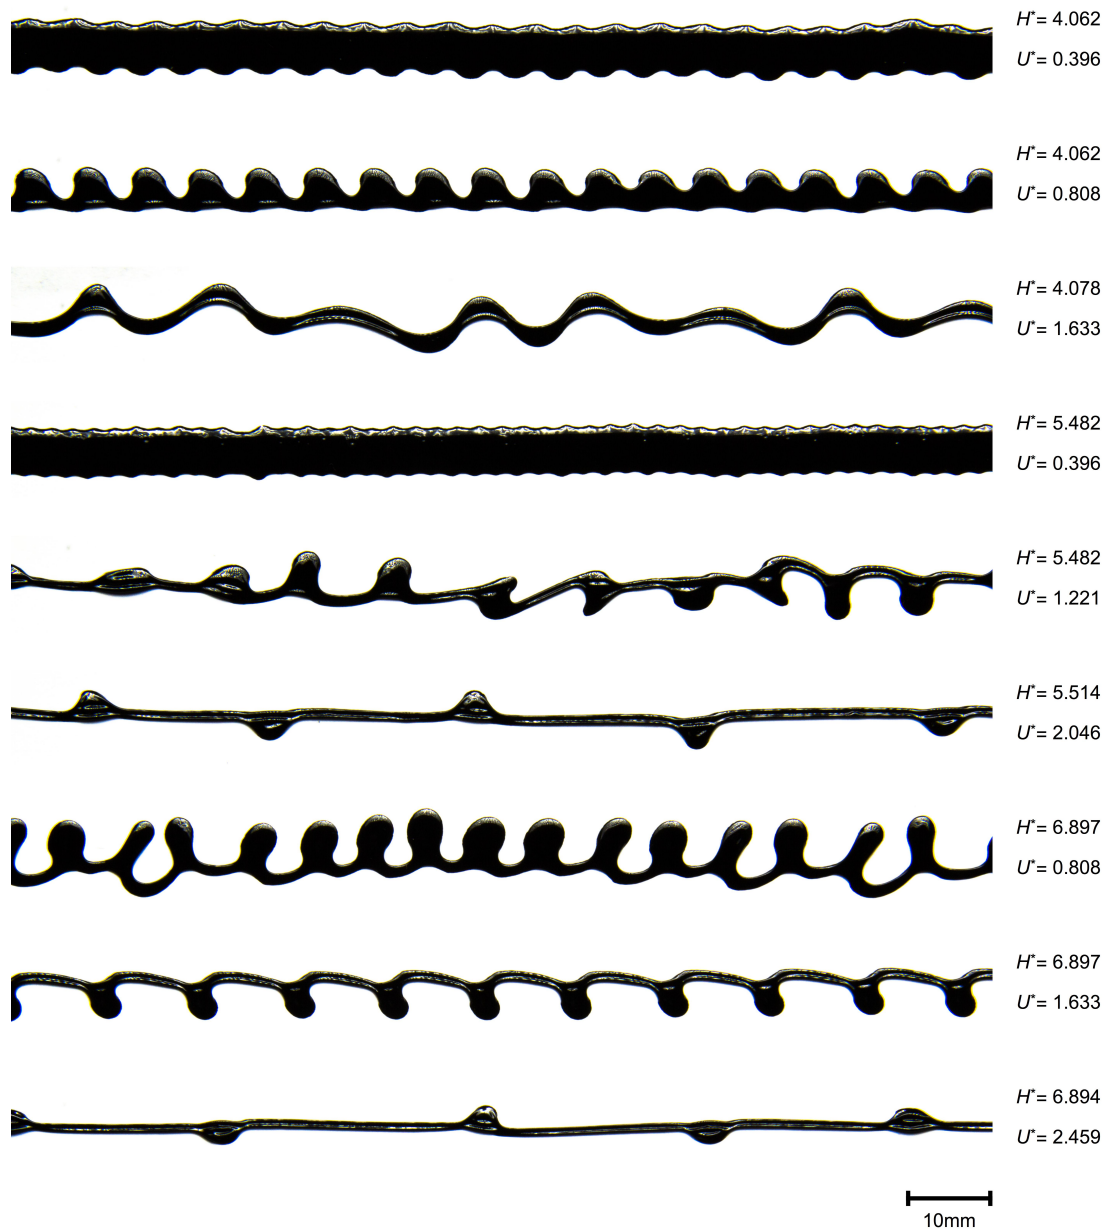 H*= 4.062
U*= 0.396
H*= 4.062
U*= 0.808
H*= 4.078
U*= 1.633
H*= 5.482
U*= 0.396
H*= 5.482
U*= 1.221
H*= 5.514
U*= 2.046
H*= 6.897
U*= 0.808
H*= 6.897
U*= 1.633
H*= 6.894
U*= 2.459
10mm